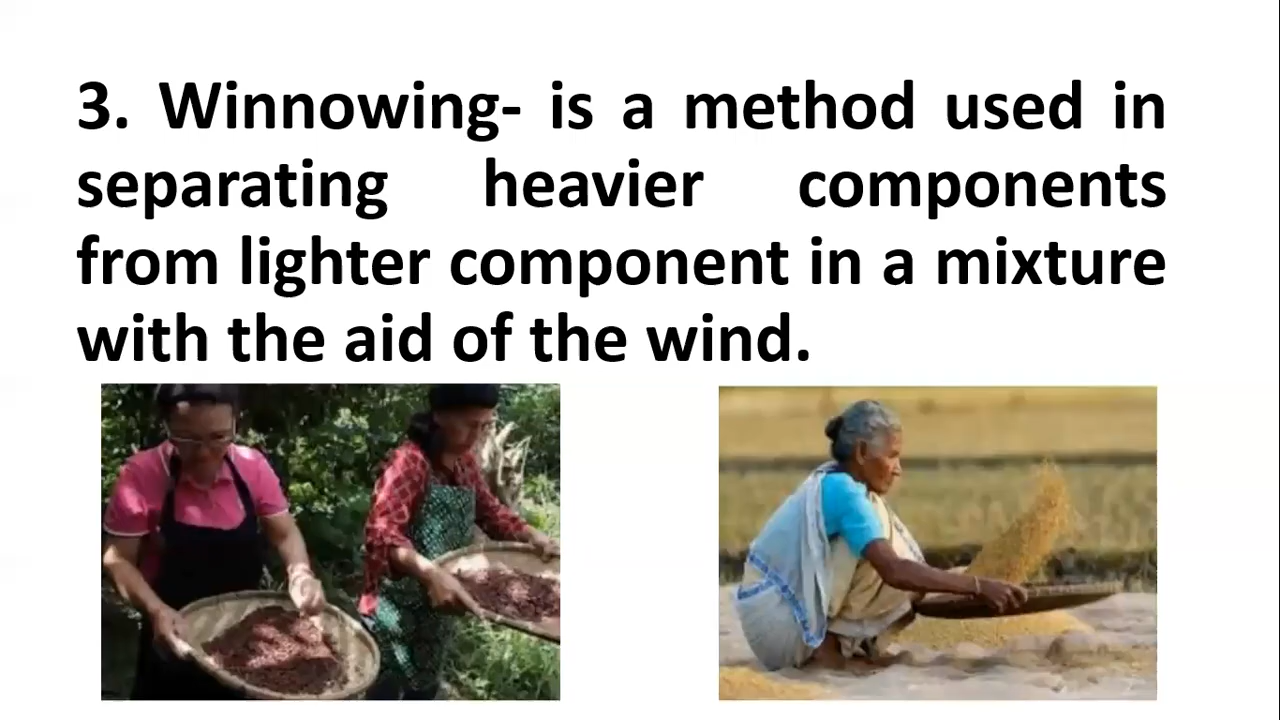 3. Winnowing- is a method used in
separating heavier components
from lighter component in a mixture
with the aid of the wind.